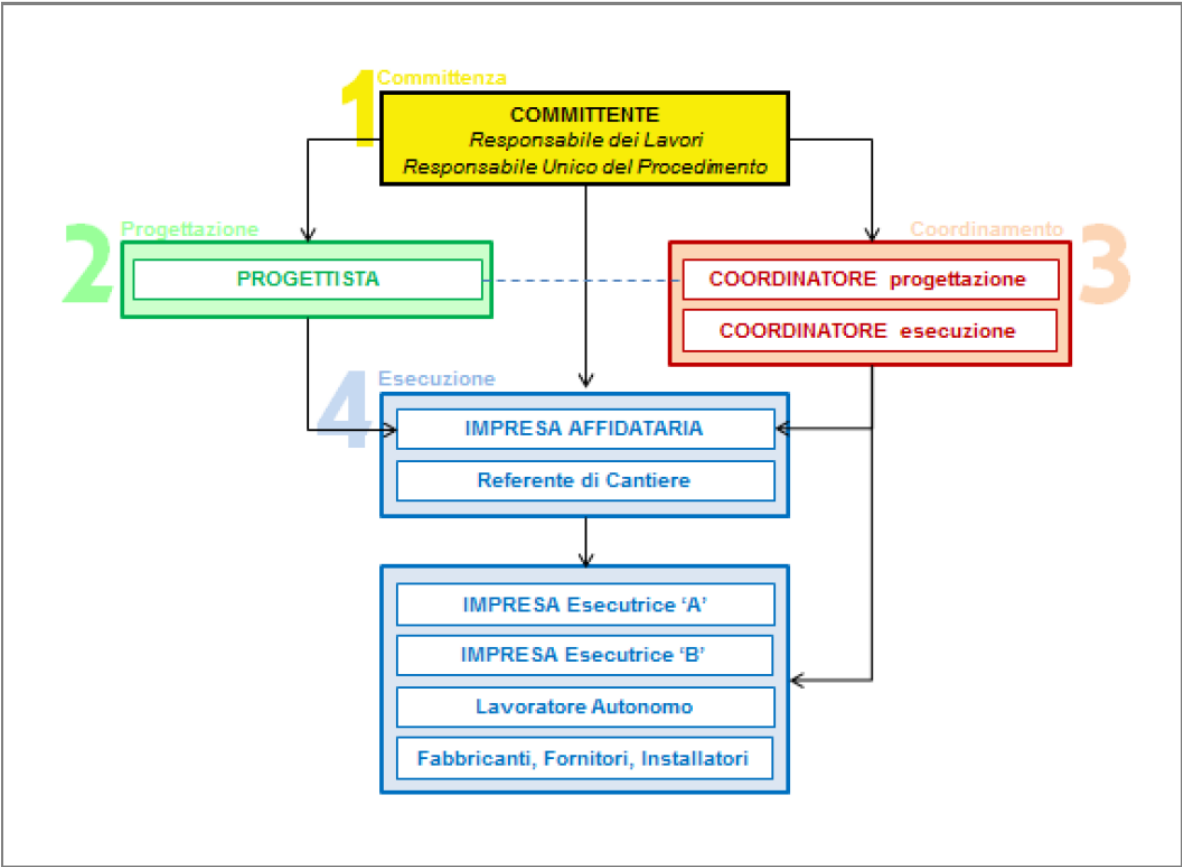 1
Committenza
COMMITTENTE
Responsabile dei Lavori
Responsabile Unico del Procedimento
2
Progettazione
PROGETTISTA
Coordinamento
3
COORDINATORE progettazione
COORDINATORE esecuzione
4
Esecuzione
IMPRESA AFFIDATARIA
Referente di Cantiere
IMPRESA Esecutrice ‘A’
IMPRESA Esecutrice ‘B’
Lavoratore Autonomo
Fabbricanti, Fornitori, Installatori